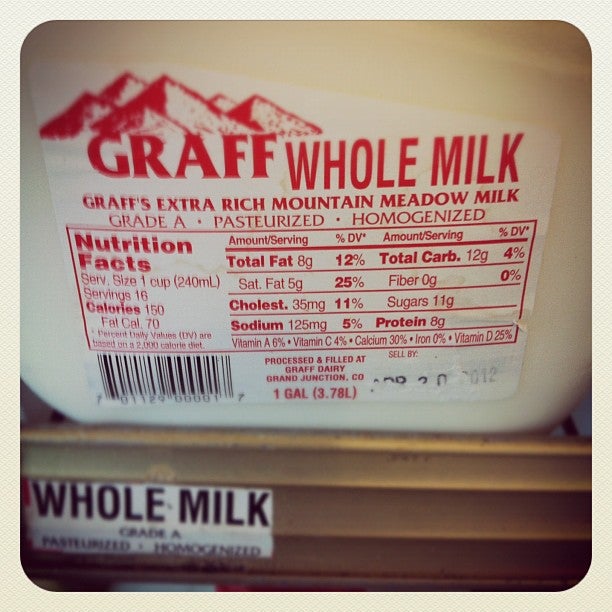 GRAFF WHOLE MILK
GRAFF'S EXTRA RICH MOUNTAIN MEADOW MILK
GRADE A • PASTEURIZED • HOMOGENIZED
Nutrition
Facts
Serv. Size 1 cup (240mL)
Servings 16
Calories 150
Fat Cal. 70
* Percent Daily Values (DV) are
based on a 2,000 calorie diet.
Amount/Serving % DV* Amount/Serving % DV*
Total Fat 8g 12% Total Carb. 12g 4%
Sat. Fat 5g 25% Fiber 0g 0%
Cholest. 35mg 11% Sugars 11g
Sodium 125mg 5% Protein 8g
Vitamin A 6% • Vitamin C 4% • Calcium 30% • Iron 0% • Vitamin D 25%
PROCESSED & FILLED AT
GRAFF DAIRY
GRAND JUNCTION, CO
1 GAL (3.78L)
SELL BY:
WHOLE MILK
GRADE A
PASTEURIZED • HOMOGENIZED